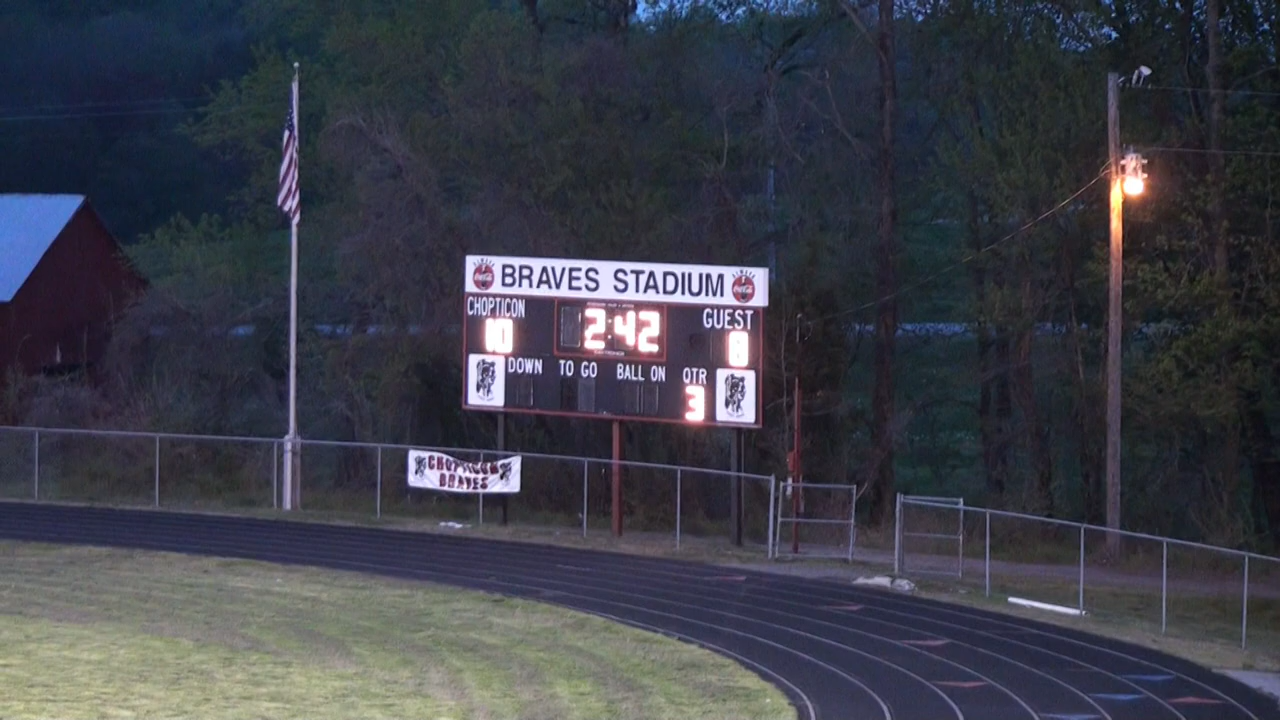 BRAVES STADIUM
CHOPTICON 2:42 GUEST
10 8
DOWN TO GO BALL ON QTR
3
CHOPTICON
BRAVES